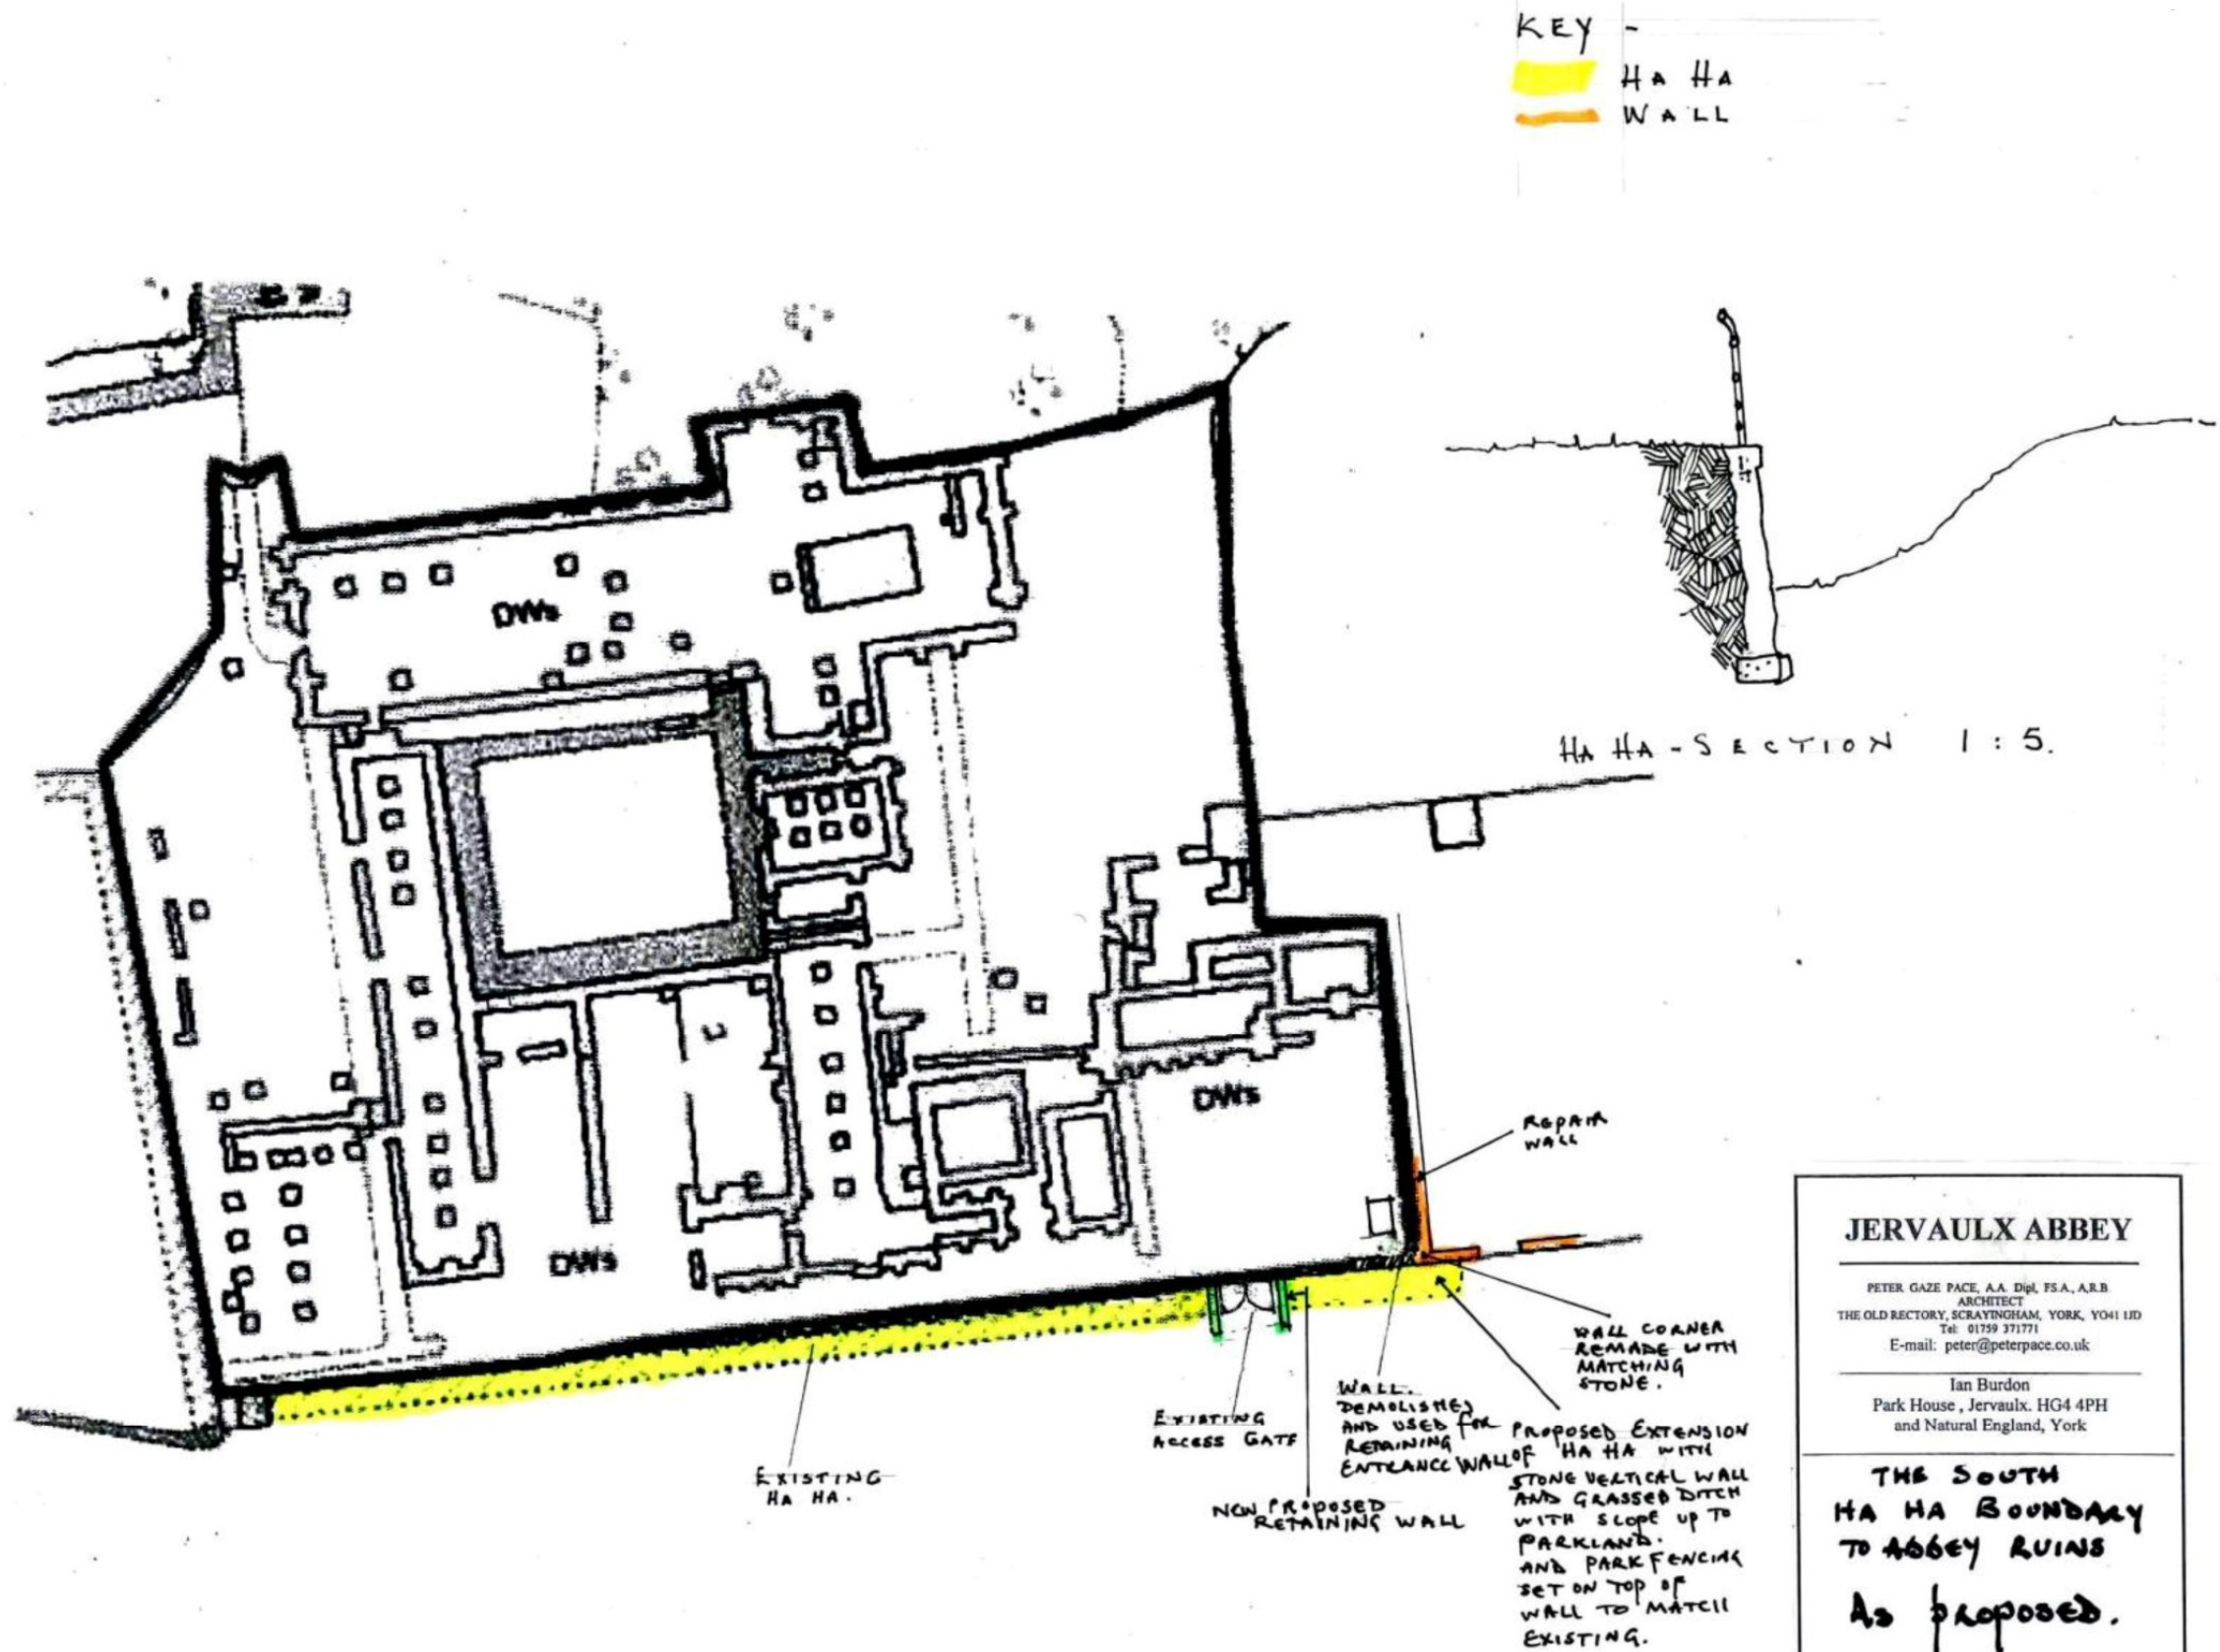 KEY -
HA HA
WALL
DWs
HA HA - SECTION 1 : 5.
DWs
REPAIR
WALL
DWs
WALL CORNER
REMADE WITH
MATCHING
STONE.
WALL.
DEMOLISHED
AND USED FOR
RETAINING
ENTRANCE WALL
EXISTING
ACCESS GATE
EXISTING
HA HA.
NEW PROPOSED
RETAINING WALL
PROPOSED EXTENSION
OF HA HA WITH
STONE VERTICAL WALL
AND GRASSED DITCH
WITH SLOPE UP TO
PARKLAND.
AND PARK FENCING
SET ON TOP OF
WALL TO MATCH
EXISTING.
JERVAULX ABBEY
PETER GAZE PACE, A.A. Dipl, F.S.A., A.R.B
ARCHITECT
THE OLD RECTORY, SCRAYINGHAM, YORK, YO41 1JD
Tel: 01759 371771
E-mail: peter@peterpace.co.uk
Ian Burdon
Park House , Jervaulx. HG4 4PH
and Natural England, York
THE SOUTH
HA HA BOUNDARY
TO ABBEY RUINS
As proposed.